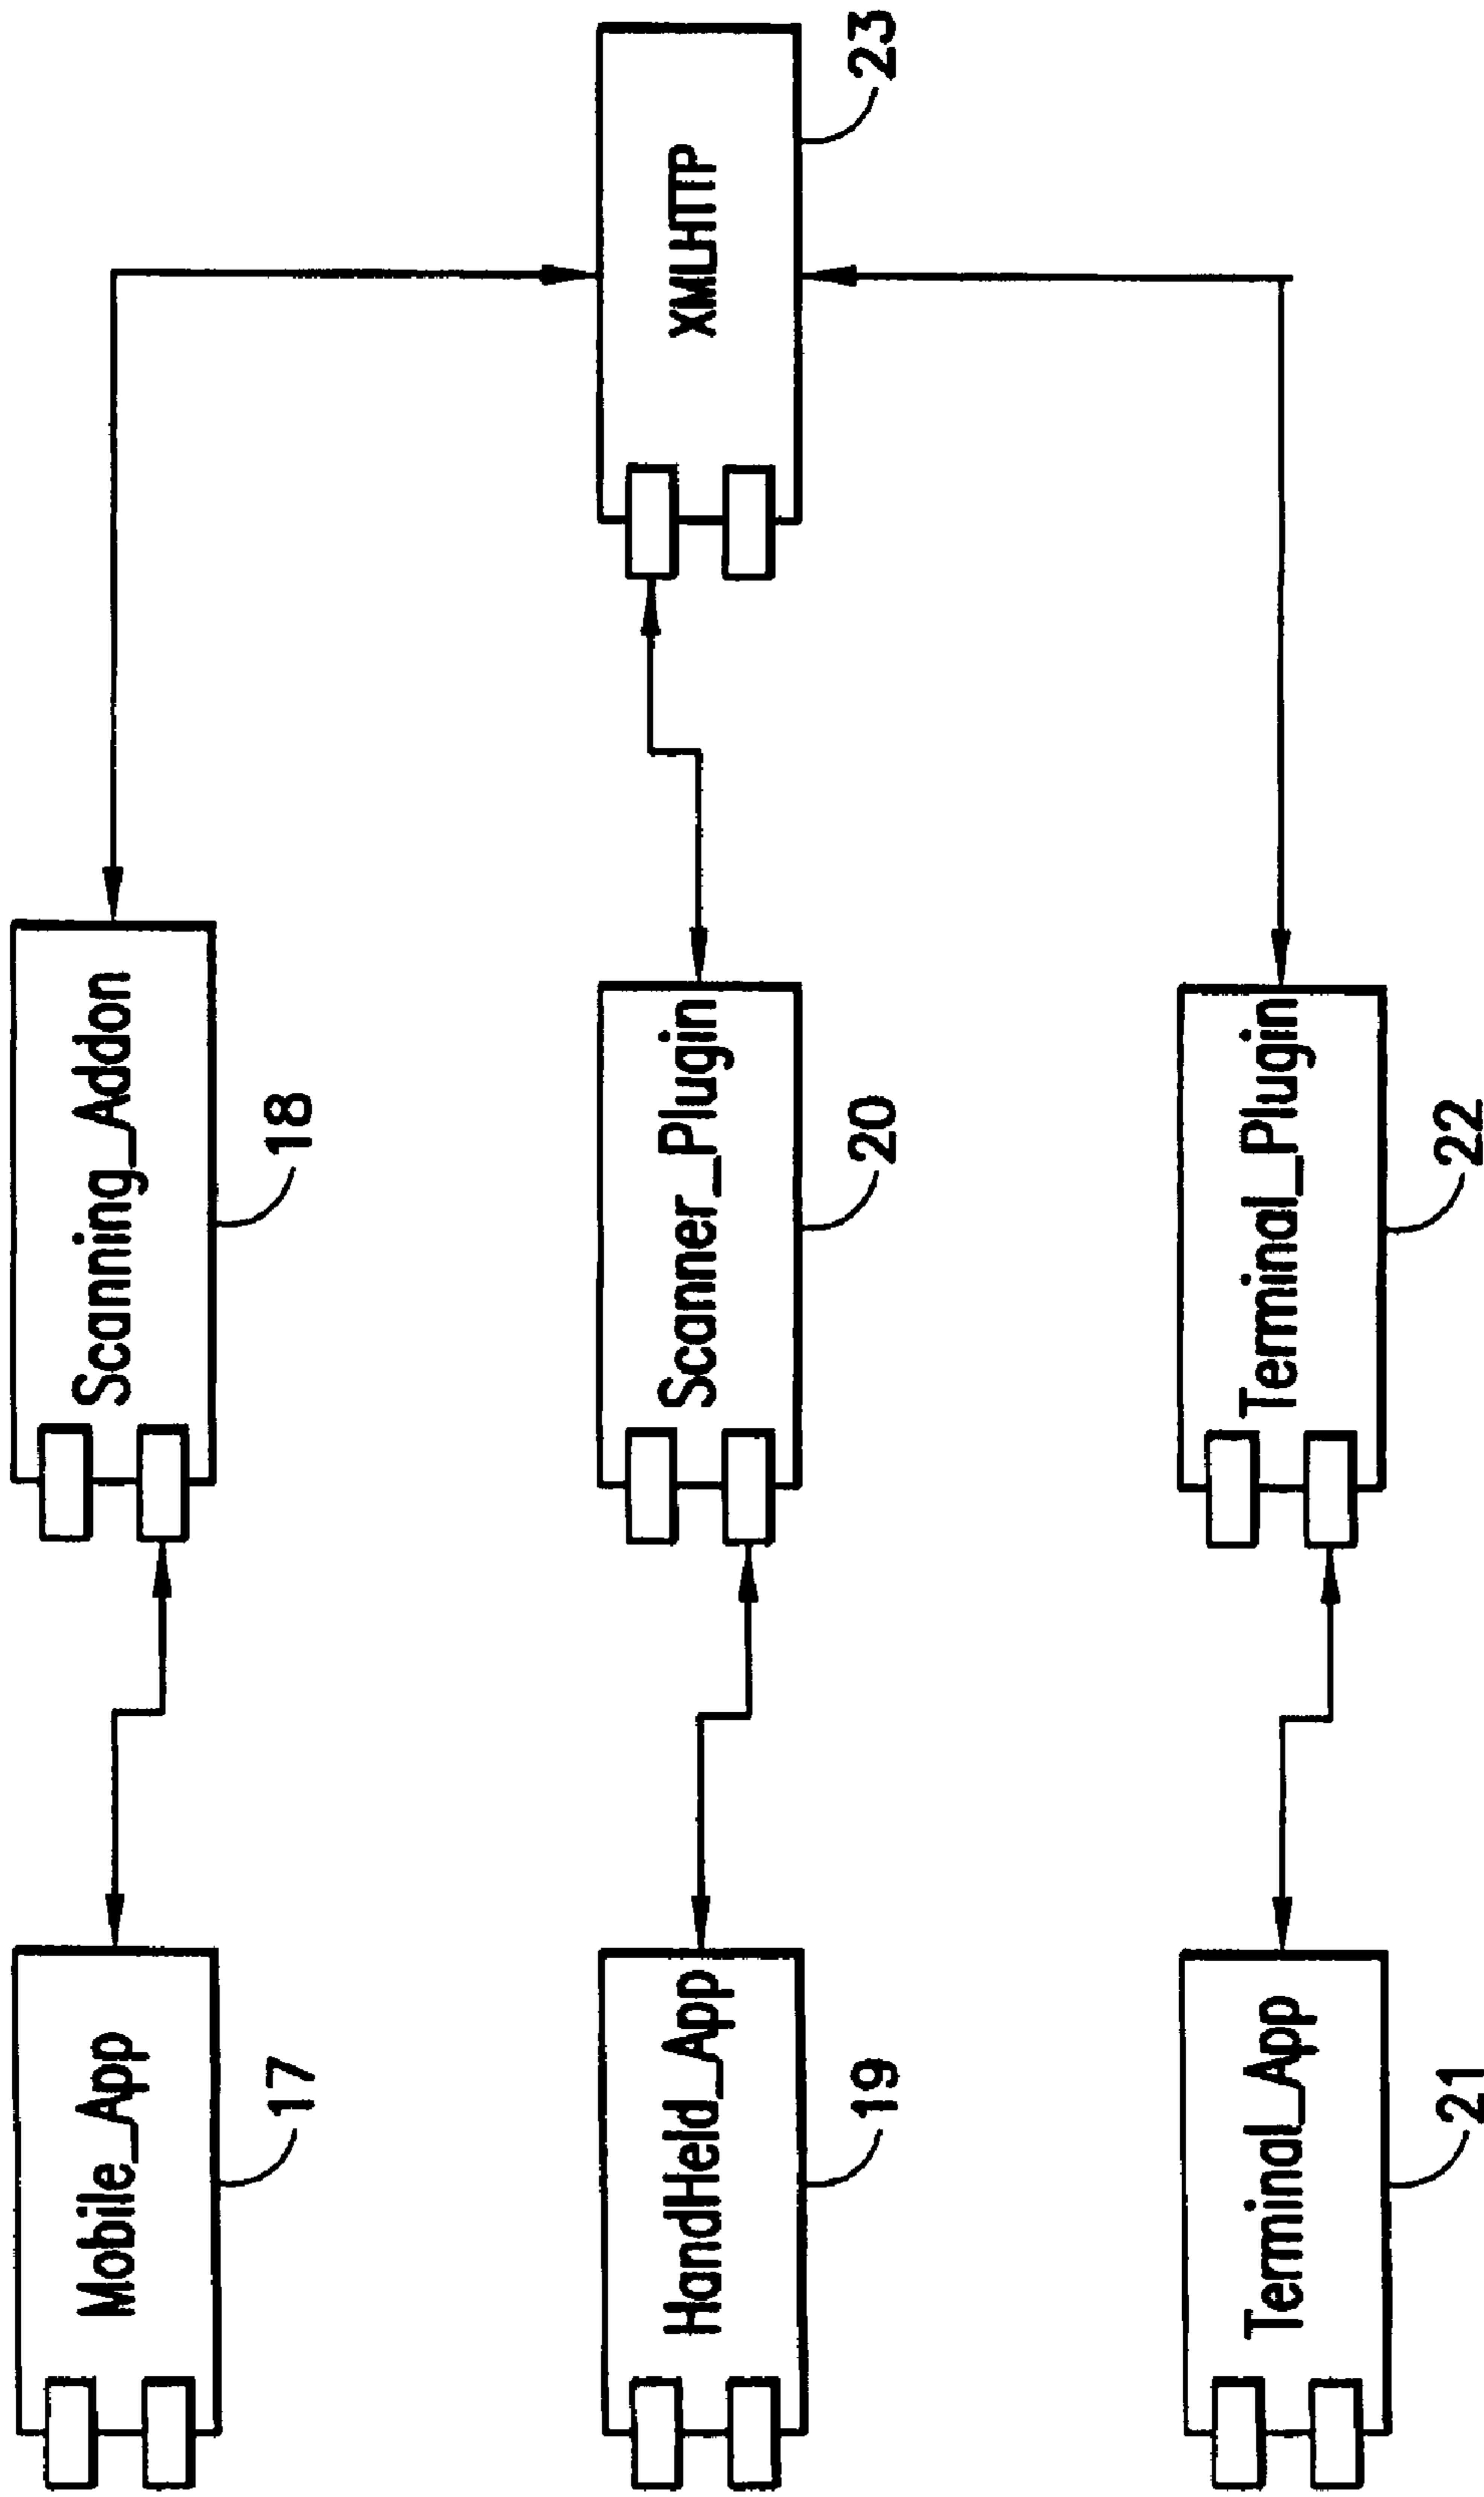 Mobile_App
17
Scanning_Addon
18
HandHeld_App
19
Scanner_Plugin
20
XMLHTTP
23
Terminal_App
21
Terminal_Plugin
22